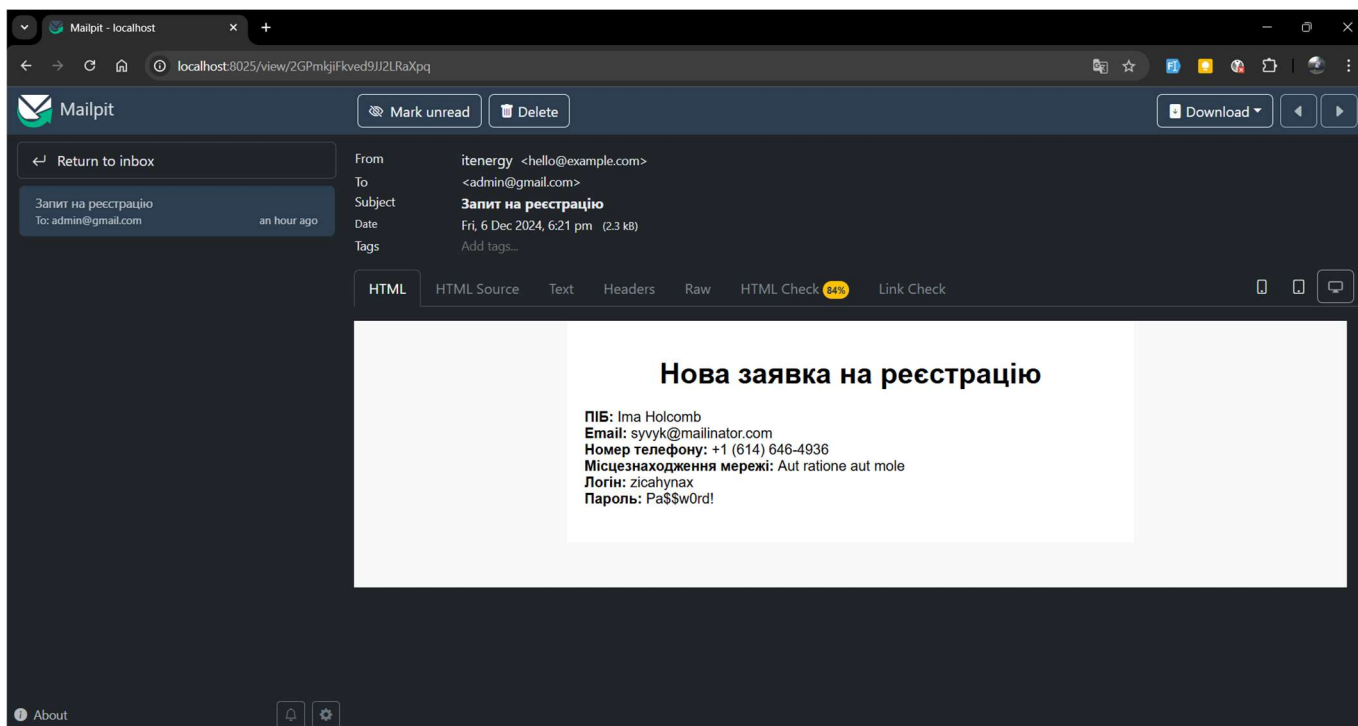 Mailpit - localhost
localhost:8025/view/2GPmkjiFkved9JJ2LRaXpq
Mailpit
Mark unread
Delete
Download
Return to inbox
Запит на реєстрацію
To: admin@gmail.com an hour ago
From itenergy <hello@example.com>
To <admin@gmail.com>
Subject Запит на реєстрацію
Date Fri, 6 Dec 2024, 6:21 pm (2.3 kB)
Tags Add tags...
HTML HTML Source Text Headers Raw HTML Check 84% Link Check
Нова заявка на реєстрацію
ПІБ: Ima Holcomb
Email: syvyk@mailinator.com
Номер телефону: +1 (614) 646-4936
Місцезнаходження мережі: Aut ratione aut mole
Логін: zicahynax
Пароль: Pa$$w0rd!
About